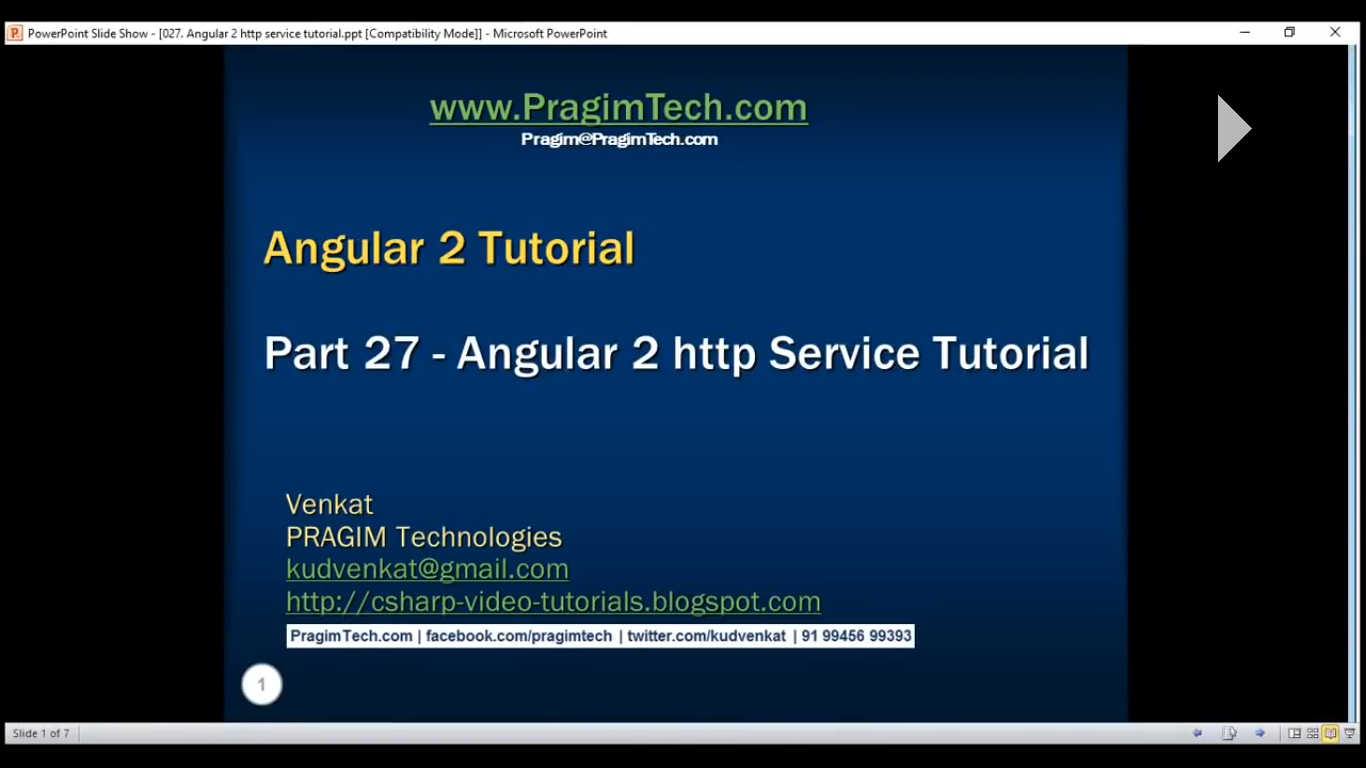 PowerPoint Slide Show - [027. Angular 2 http service tutorial.ppt [Compatibility Mode]] - Microsoft PowerPoint
www.PragimTech.com
Pragim@PragimTech.com
Angular 2 Tutorial
Part 27 - Angular 2 http Service Tutorial
Venkat
PRAGIM Technologies
kudvenkat@gmail.com
http://csharp-video-tutorials.blogspot.com
PragimTech.com | facebook.com/pragimtech | twitter.com/kudvenkat | 91 99456 99393
1
Slide 1 of 7